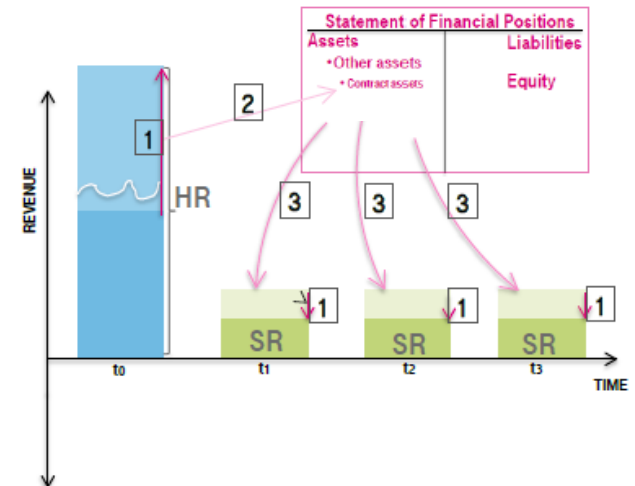 Statement of Financial Positions
Assets
Liabilities
•Other assets
• Contract assets
Equity
2
1
HR
REVENUE
3
3
3
1
1
1
SR
SR
SR
t0
t1
t2
t3
TIME